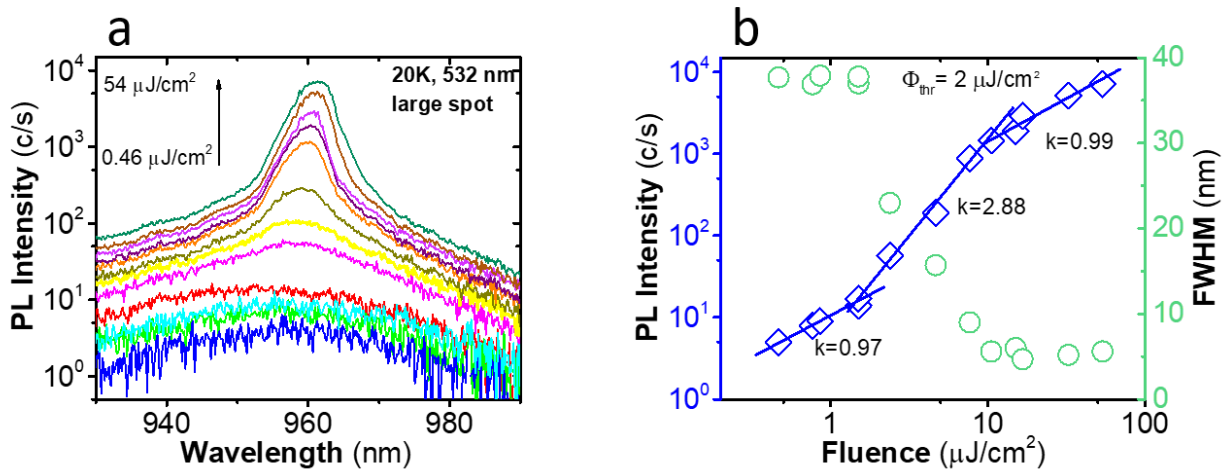 a
PL Intensity (c/s)
10⁴
10³
10²
10¹
10⁰
54 μJ/cm²
0.46 μJ/cm²
20K, 532 nm
large spot
940
960
980
Wavelength (nm)
b
PL Intensity (c/s)
10⁴
10³
10²
10¹
10⁰
Φthr = 2 μJ/cm²
k=0.99
k=2.88
k=0.97
40
30
20
10
0
FWHM (nm)
1
10
100
Fluence (μJ/cm²)